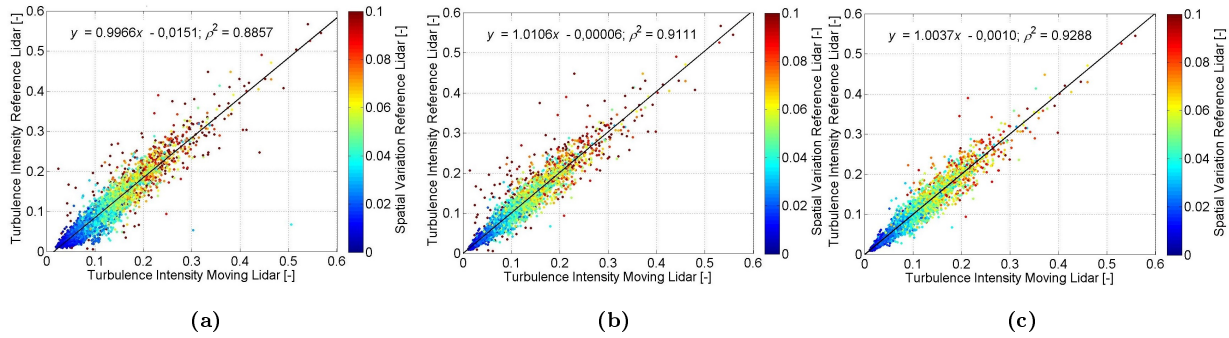 y = 0.9966x - 0,0151; ρ² = 0.8857
Turbulence Intensity Reference Lidar [-]
0.6
0.5
0.4
0.3
0.2
0.1
0
0 0.1 0.2 0.3 0.4 0.5 0.6
Turbulence Intensity Moving Lidar [-]
0.1
0.08
0.06
0.04
0.02
0
Spatial Variation Reference Lidar [-]
(a)
y = 1.0106x - 0,00006; ρ² = 0.9111
Turbulence Intensity Reference Lidar [-]
0.6
0.5
0.4
0.3
0.2
0.1
0
0 0.1 0.2 0.3 0.4 0.5 0.6
Turbulence Intensity Moving Lidar [-]
0.1
0.08
0.06
0.04
0.02
0
Spatial Variation Reference Lidar [-]
(b)
y = 1.0037x - 0,0010; ρ² = 0.9288
Turbulence Intensity Reference Lidar [-]
0.6
0.5
0.4
0.3
0.2
0.1
0
0 0.1 0.2 0.3 0.4 0.5 0.6
Turbulence Intensity Moving Lidar [-]
0.1
0.08
0.06
0.04
0.02
0
Spatial Variation Reference Lidar [-]
(c)